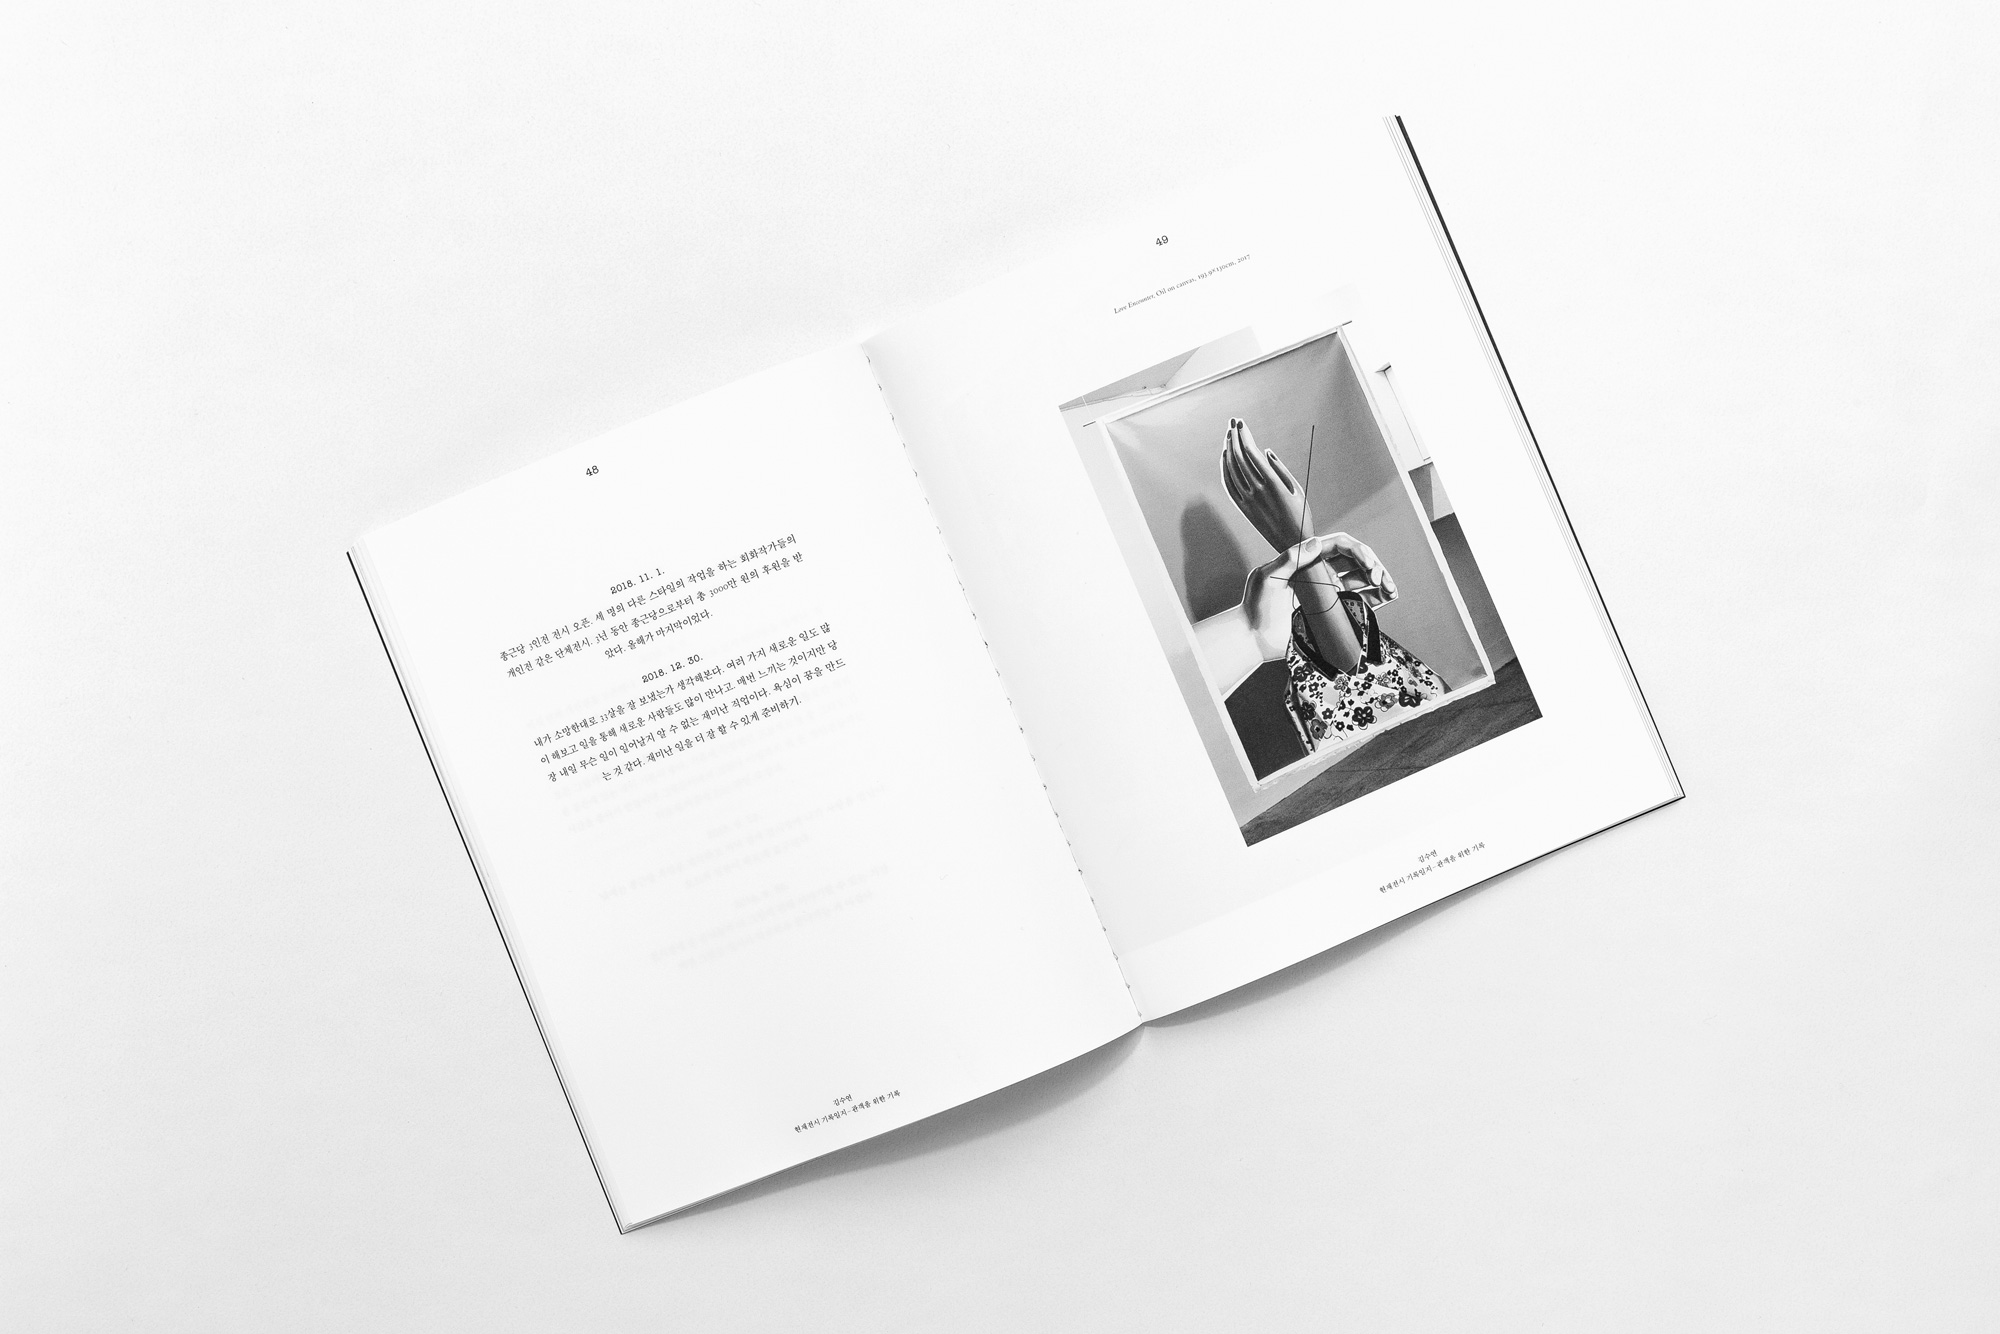 48
2018. 11. 1.
종근당 3인전 전시 오픈. 세 명의 다른 스타일의 작업을 하는 회화작가들의
개인전 같은 단체전시. 3년 동안 종근당으로부터 총 3000만 원의 후원을 받
았다. 올해가 마지막이었다.
2018. 12. 30.
내가 소망한대로 33살을 잘 보냈는가 생각해본다. 여러 가지 새로운 일도 많
이 해보고 일을 통해 새로운 사람들도 많이 만나고. 매번 느끼는 것이지만 당
장 내일 무슨 일이 일어날지 알 수 없는 재미난 직업이다. 욕심이 꿈을 만드
는 것 같다. 재미난 일을 더 잘 할 수 있게 준비하기.
김수연
현재전시 기록일지 - 관객을 위한 기록
49
Love Encounter, Oil on canvas, 193.9x130cm, 2017
김수연
현재전시 기록일지 - 관객을 위한 기록